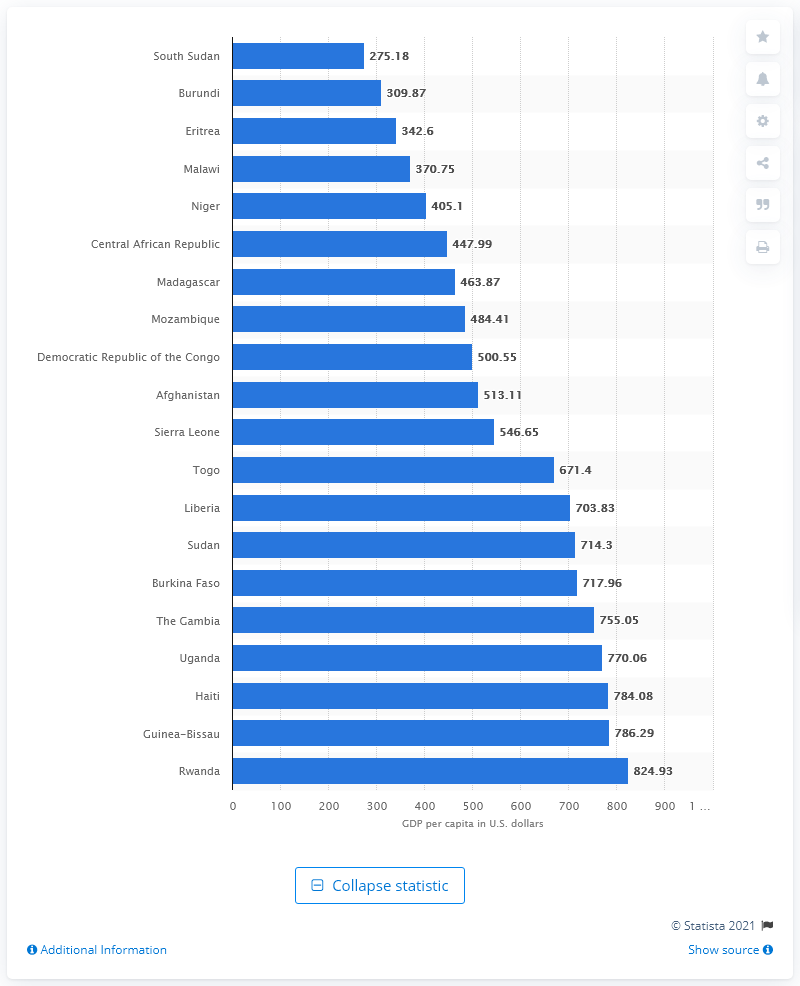 South Sudan 275.18
Burundi 309.87
Eritrea 342.6
Malawi 370.75
Niger 405.1
Central African Republic 447.99
Madagascar 463.87
Mozambique 484.41
Democratic Republic of the Congo 500.55
Afghanistan 513.11
Sierra Leone 546.65
Togo 671.4
Liberia 703.83
Sudan 714.3
Burkina Faso 717.96
The Gambia 755.05
Uganda 770.06
Haiti 784.08
Guinea-Bissau 786.29
Rwanda 824.93
0 100 200 300 400 500 600 700 800 900 1 ...
GDP per capita in U.S. dollars
Collapse statistic
© Statista 2021
Additional Information
Show source